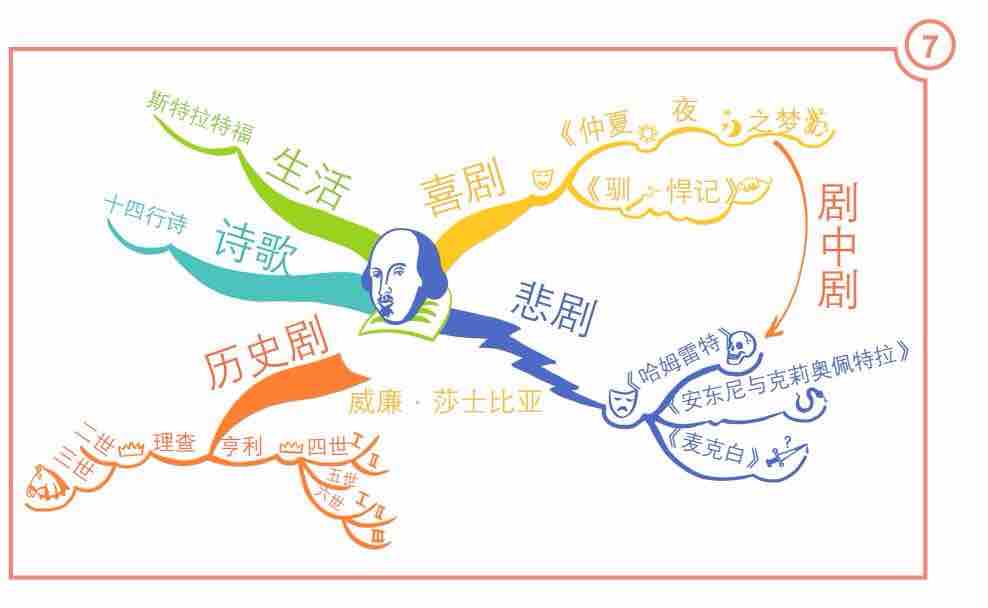 7
斯特拉特福
生活
十四行诗
诗歌
喜剧
《仲夏夜之梦》
《驯悍记》
剧中剧
悲剧
《哈姆雷特》
《安东尼与克莉奥佩特拉》
《麦克白》
?
威廉·莎士比亚
历史剧
理查
二世
三世
亨利
四世
I
II
五世
六世
I
II
III